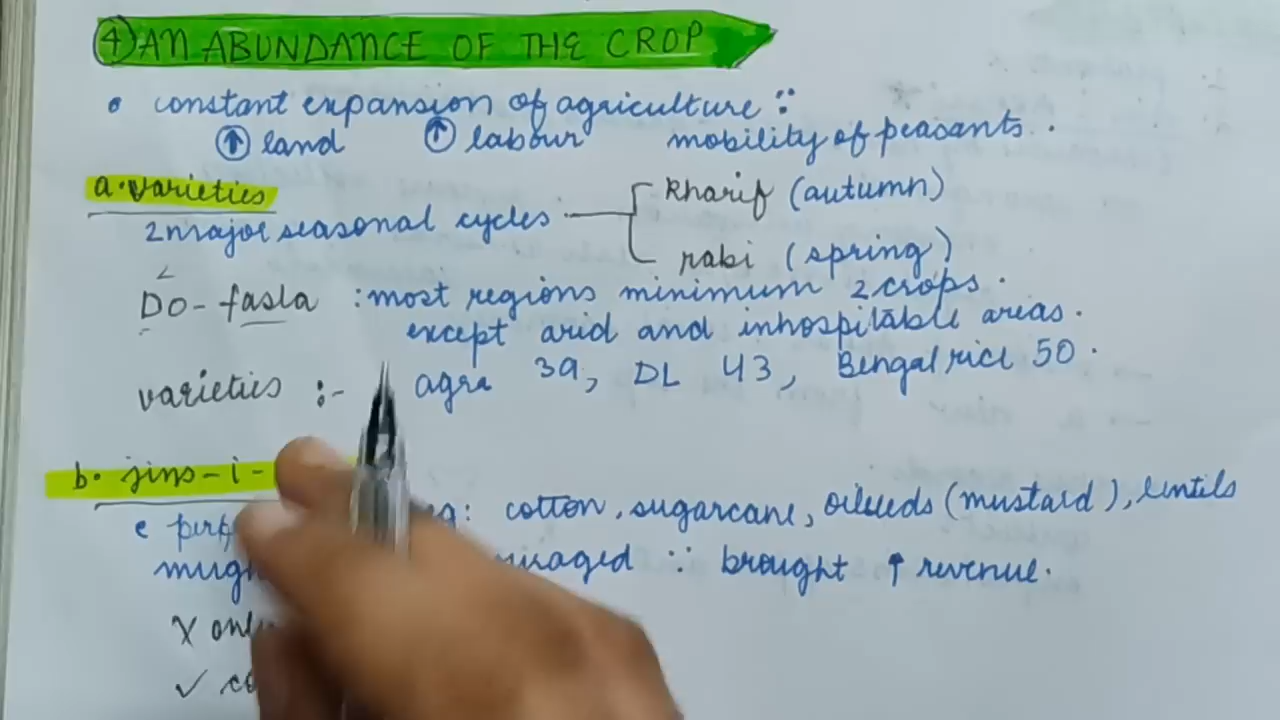 ④ AN ABUNDANCE OF THE CROP
• constant expansion of agriculture ∵
↑ land ↑ labour mobility of peasants.
a. varieties
2 major seasonal cycles
Kharif (autumn)
rabi (spring)
Do-fasla : most regions minimum 2 crops.
except arid and inhospitable areas.
varieties :- agra 39, DL 43, Bengal rice 50.
b. jins-i-
cotton, sugarcane, oilseeds (mustard), lentils
∵ brought ↑ revenue.